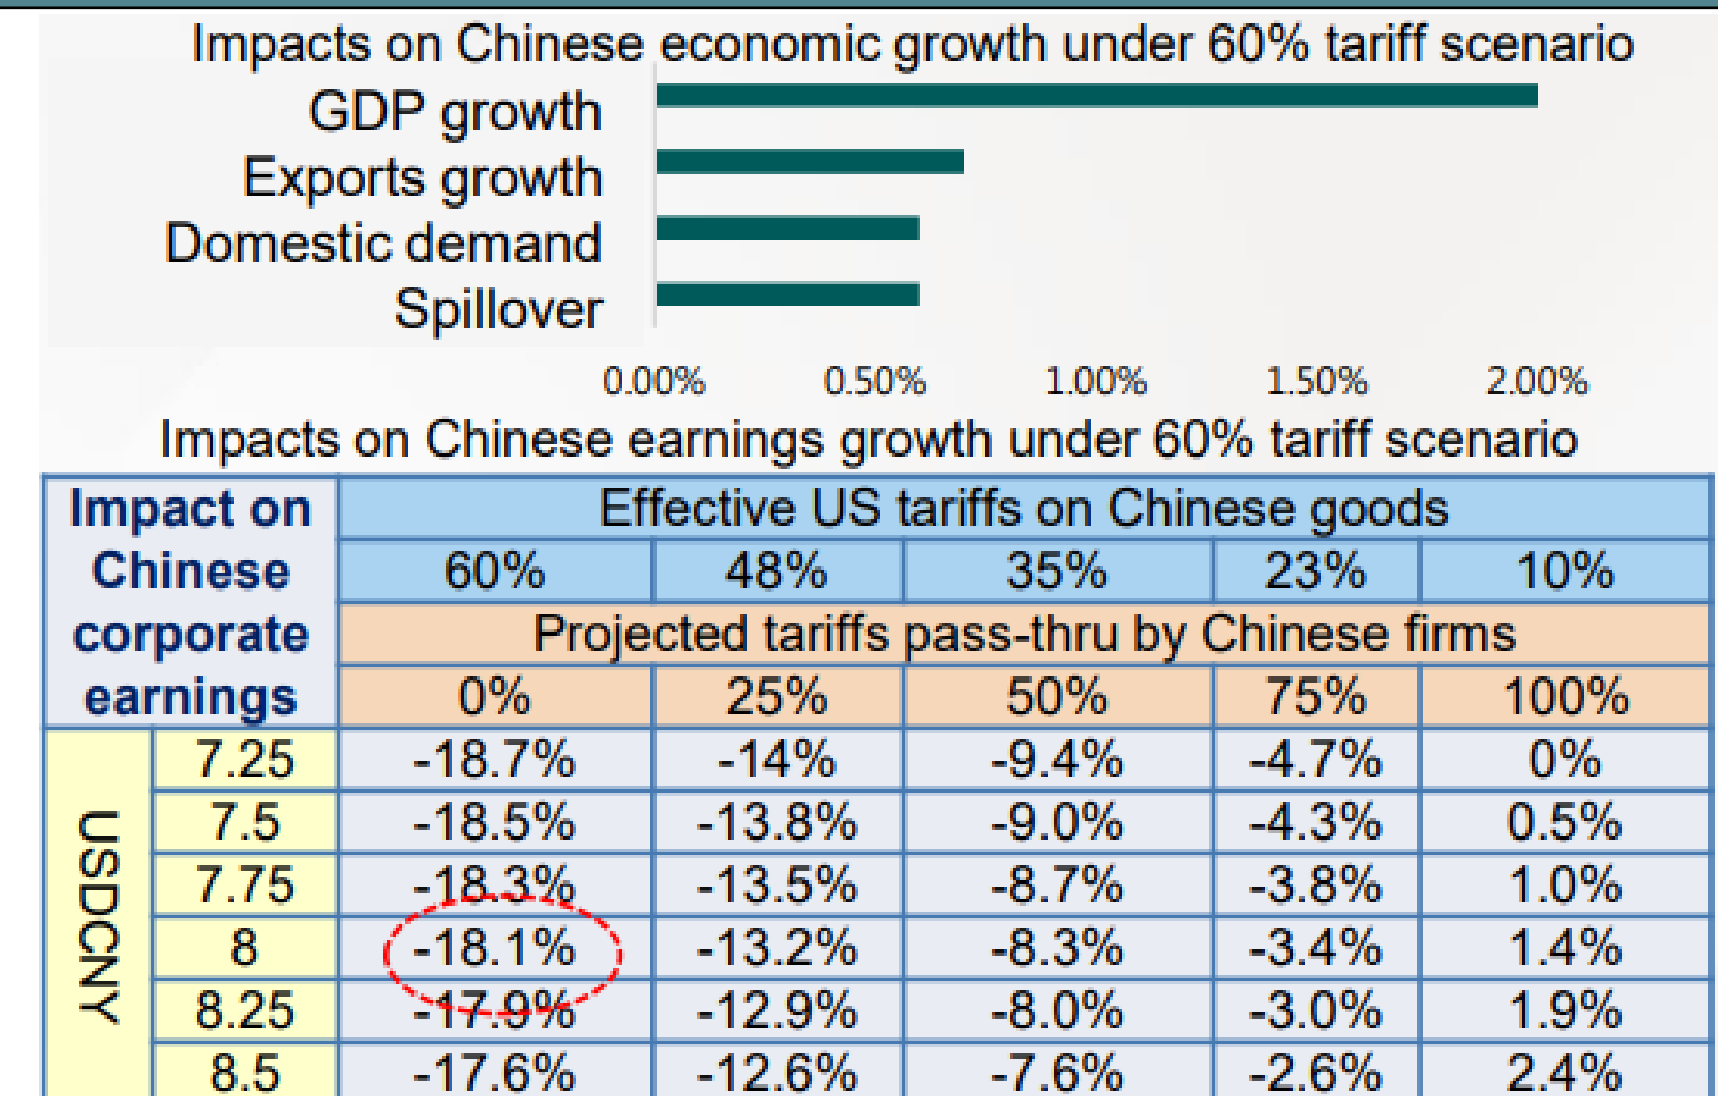 Impacts on Chinese economic growth under 60% tariff scenario
GDP growth
Exports growth
Domestic demand
Spillover
0.00% 0.50% 1.00% 1.50% 2.00%
Impacts on Chinese earnings growth under 60% tariff scenario
Impact on Chinese corporate earnings
Effective US tariffs on Chinese goods
60% 48% 35% 23% 10%
Projected tariffs pass-thru by Chinese firms
0% 25% 50% 75% 100%
USDCNY
7.25 -18.7% -14% -9.4% -4.7% 0%
7.5 -18.5% -13.8% -9.0% -4.3% 0.5%
7.75 -18.3% -13.5% -8.7% -3.8% 1.0%
8 -18.1% -13.2% -8.3% -3.4% 1.4%
8.25 -17.9% -12.9% -8.0% -3.0% 1.9%
8.5 -17.6% -12.6% -7.6% -2.6% 2.4%